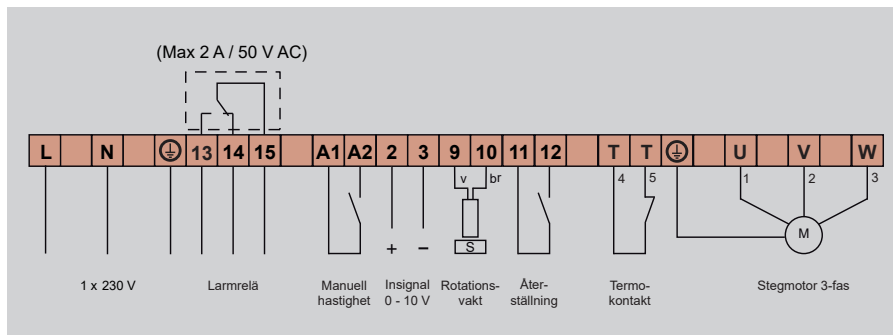 (Max 2 A / 50 V AC)
L N 13 14 15 A1 A2 2 3 9 10 11 12 T T U V W
v br 4 5 1 2 3
+ − S M
1 x 230 V
Larmrelä
Manuell
hastighet
Insignal
0 - 10 V
Rotations-
vakt
Åter-
ställning
Termo-
kontakt
Stegmotor 3-fas